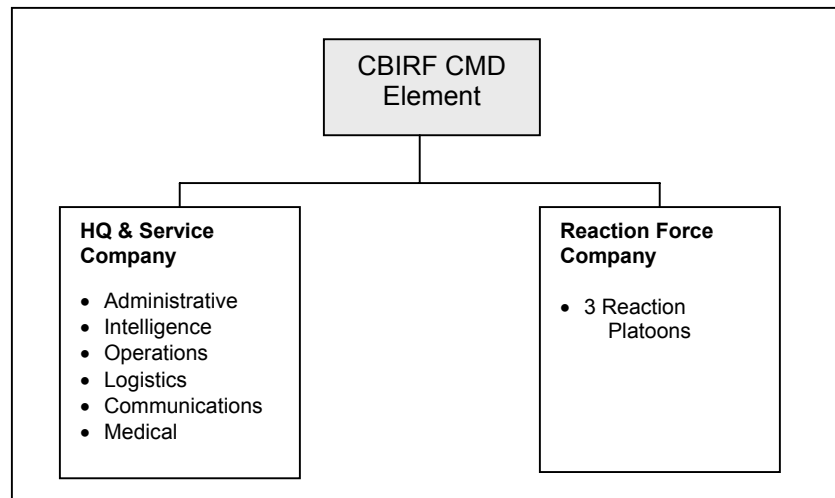 CBIRF CMD
Element
HQ & Service
Company
• Administrative
• Intelligence
• Operations
• Logistics
• Communications
• Medical
Reaction Force
Company
• 3 Reaction
Platoons